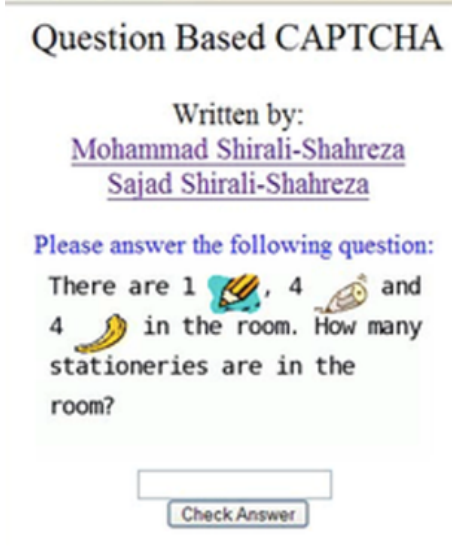 Question Based CAPTCHA
Written by:
Mohammad Shirali-Shahreza
Sajad Shirali-Shahreza
Please answer the following question:
There are 1 , 4 and
4 in the room. How many
stationeries are in the
room?
Check Answer